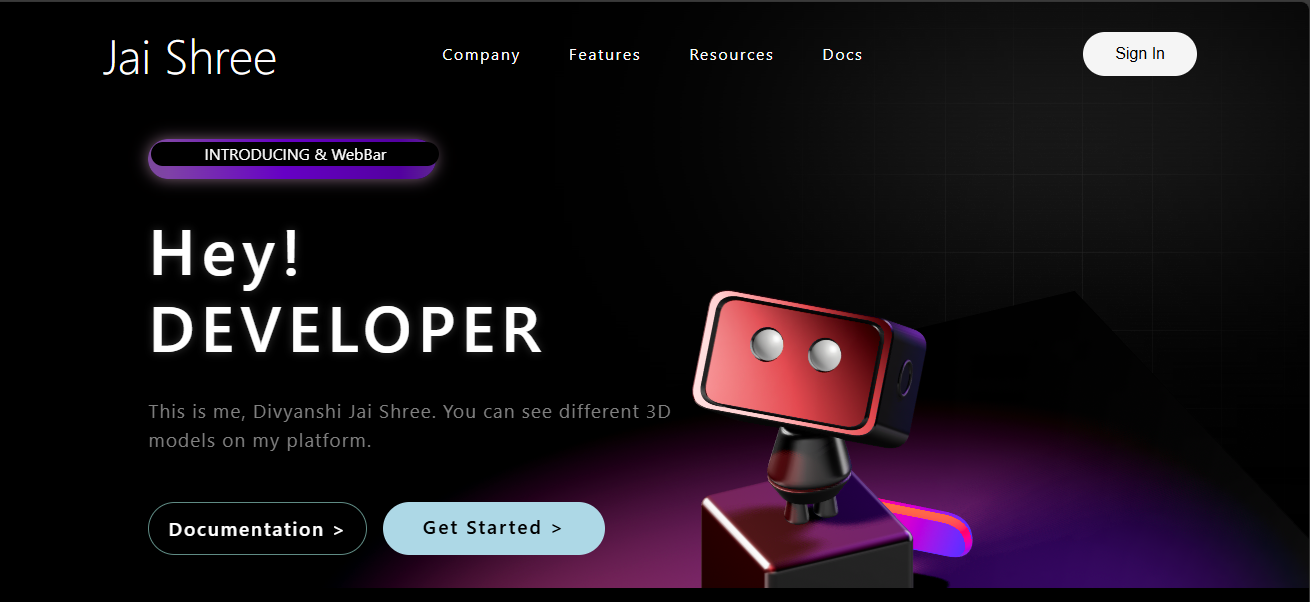 Jai Shree
Company
Features
Resources
Docs
Sign In
INTRODUCING & WebBar
Hey!
DEVELOPER
This is me, Divyanshi Jai Shree. You can see different 3D
models on my platform.
Documentation >
Get Started >